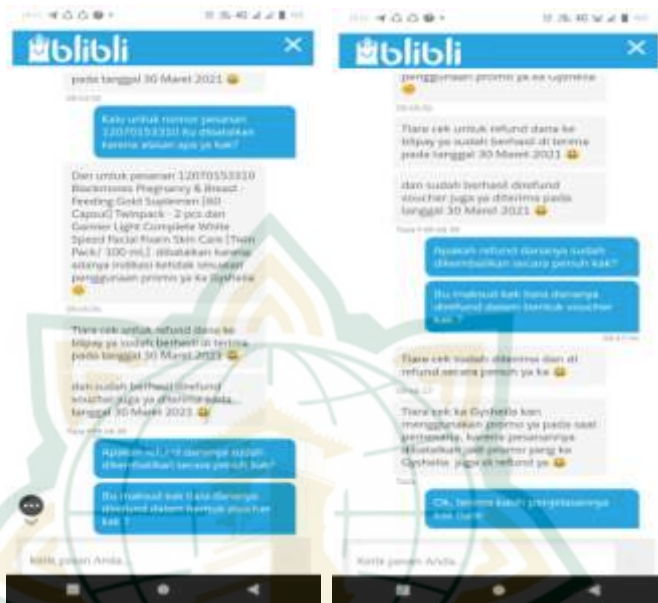 blibli
pada tanggal 30 Maret 2021
Kalu untuk nomor pesanan
12070153310 itu dibatalkan
karena alasan apa ya kak?
Dan untuk pesanan 12070153310
Blackmores Pregnancy & Breast -
Feeding Gold Suplemen [60
Capsul] Twinpack - 2 pcs dan
Garnier Light Complete White
Speed Facial Foam Skin Care [Twin
Pack/ 100 mL] dibatalkan karena
adanya indikasi ketidak sesuaian
penggunaan promo ya ka Gyshella
Tiara cek untuk refund dana ke
blipay ya sudah berhasil di terima
pada tanggal 30 Maret 2021
dan sudah berhasil direfund
voucher juga ya diterima pada
tanggal 30 Maret 2021
Apakah refund dananya sudah
dikembalikan secara penuh kak?
Itu maksud kak tiara dananya
direfund dalam bentuk voucher
kak ?
Ketik pesan Anda...
blibli
penggunaan promo ya ka Gyshella
Tiara cek untuk refund dana ke
blipay ya sudah berhasil di terima
pada tanggal 30 Maret 2021
dan sudah berhasil direfund
voucher juga ya diterima pada
tanggal 30 Maret 2021
Apakah refund dananya sudah
dikembalikan secara penuh kak?
Itu maksud kak tiara dananya
direfund dalam bentuk voucher
kak ?
Tiara cek sudah diterima dan di
refund secara penuh ya ka
Tiara cek ka Gyshella kan
menggunakan promo ya pada saat
karena pesanannya
dibatalkan jadi promo yang ka
Gyshella juga di refund ya
Tiara
Ok, terima kasih penjelasannya
kak tiara
Ketik pesan Anda...